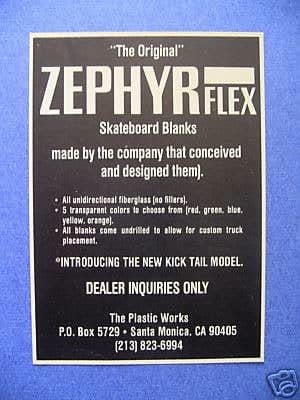 "The Original"
ZEPHYR FLEX
Skateboard Blanks
made by the company that conceived
and designed them).
• All unidirectional fiberglass (no fillers).
• 5 transparent colors to choose from (red, green, blue,
yellow, orange).
• All blanks come undrilled to allow for custom truck
placement.
*INTRODUCING THE NEW KICK TAIL MODEL.
DEALER INQUIRIES ONLY
The Plastic Works
P.O. Box 5729 • Santa Monica, CA 90405
(213) 823-6994
ebY